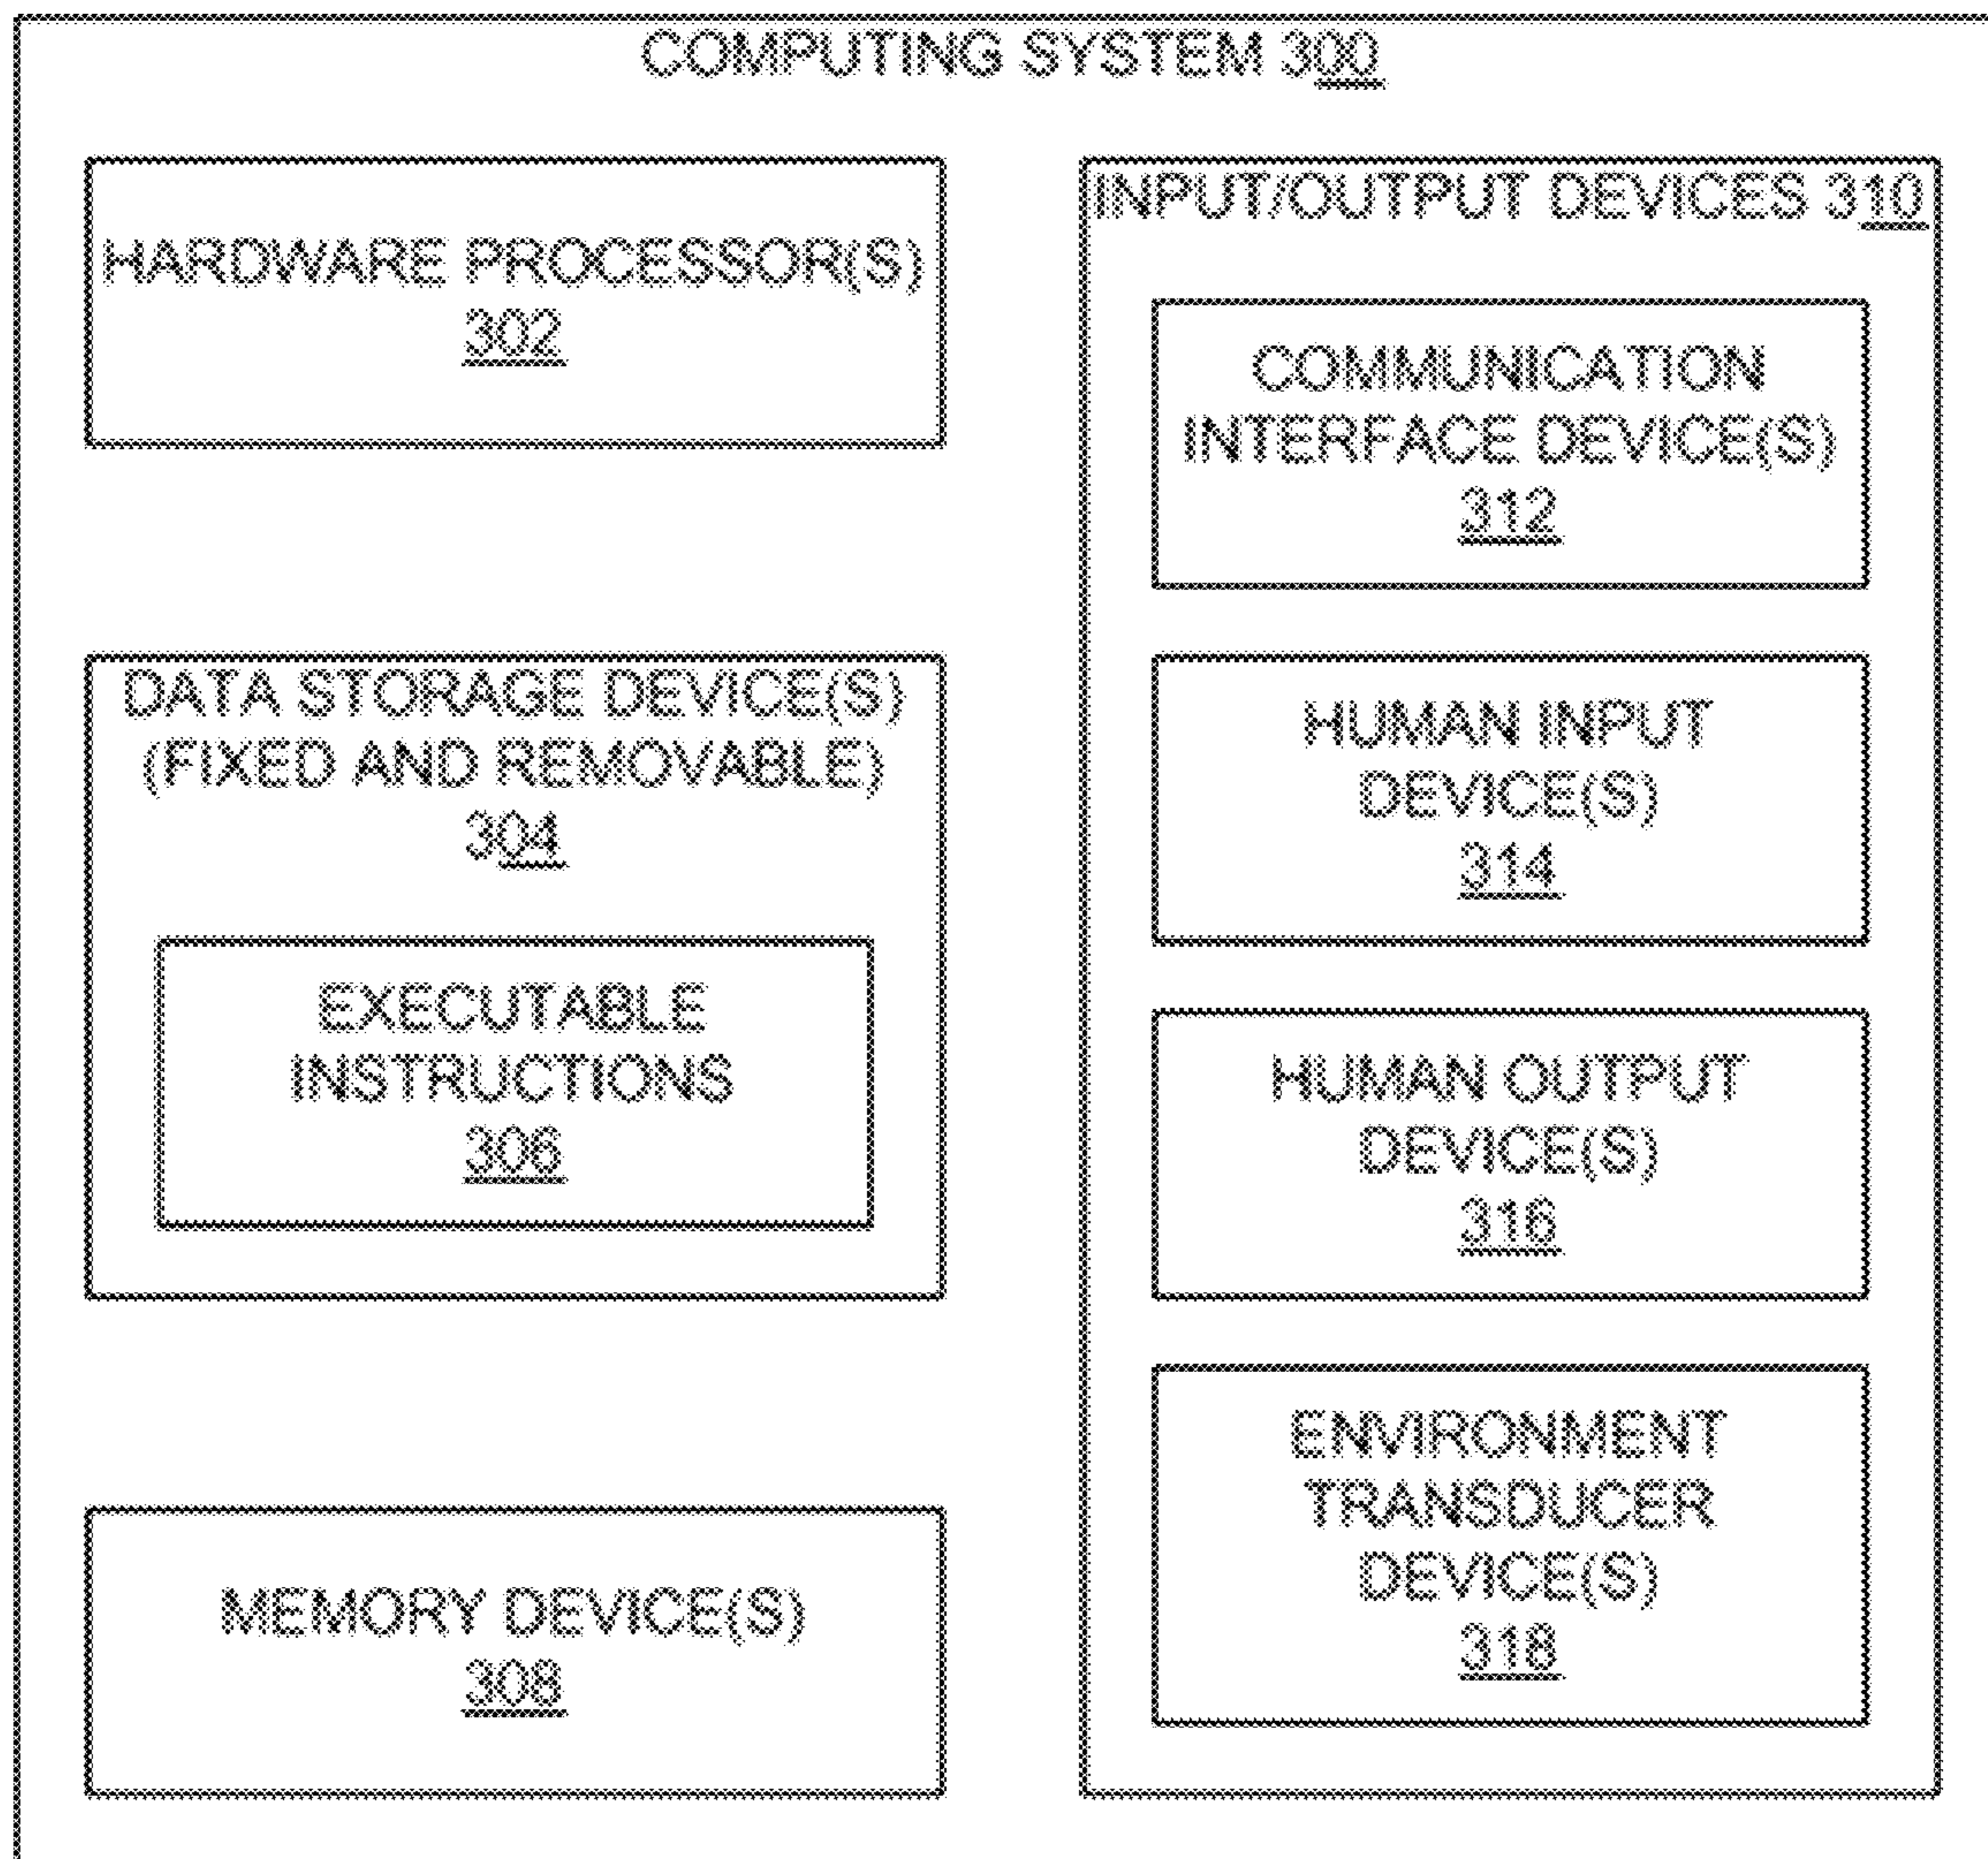 COMPUTING SYSTEM 300
HARDWARE PROCESSOR(S)
302
DATA STORAGE DEVICE(S)
(FIXED AND REMOVABLE)
304
EXECUTABLE
INSTRUCTIONS
306
MEMORY DEVICE(S)
308
INPUT/OUTPUT DEVICES 310
COMMUNICATION
INTERFACE DEVICE(S)
312
HUMAN INPUT
DEVICE(S)
314
HUMAN OUTPUT
DEVICE(S)
316
ENVIRONMENT
TRANSDUCER
DEVICE(S)
318